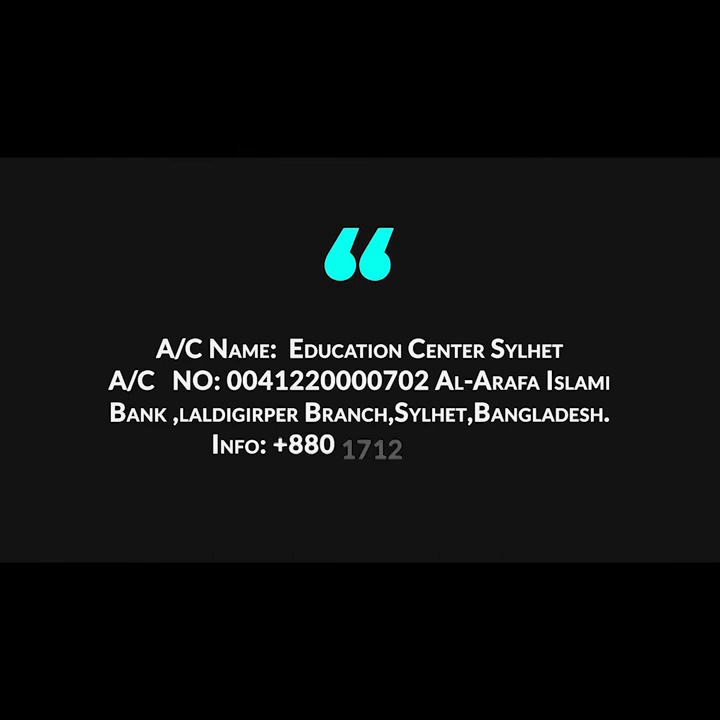 “
A/C Name: Education Center Sylhet
A/C NO: 0041220000702 Al-Arafa Islami
Bank ,laldigirper Branch,Sylhet,Bangladesh.
Info: +880 1712